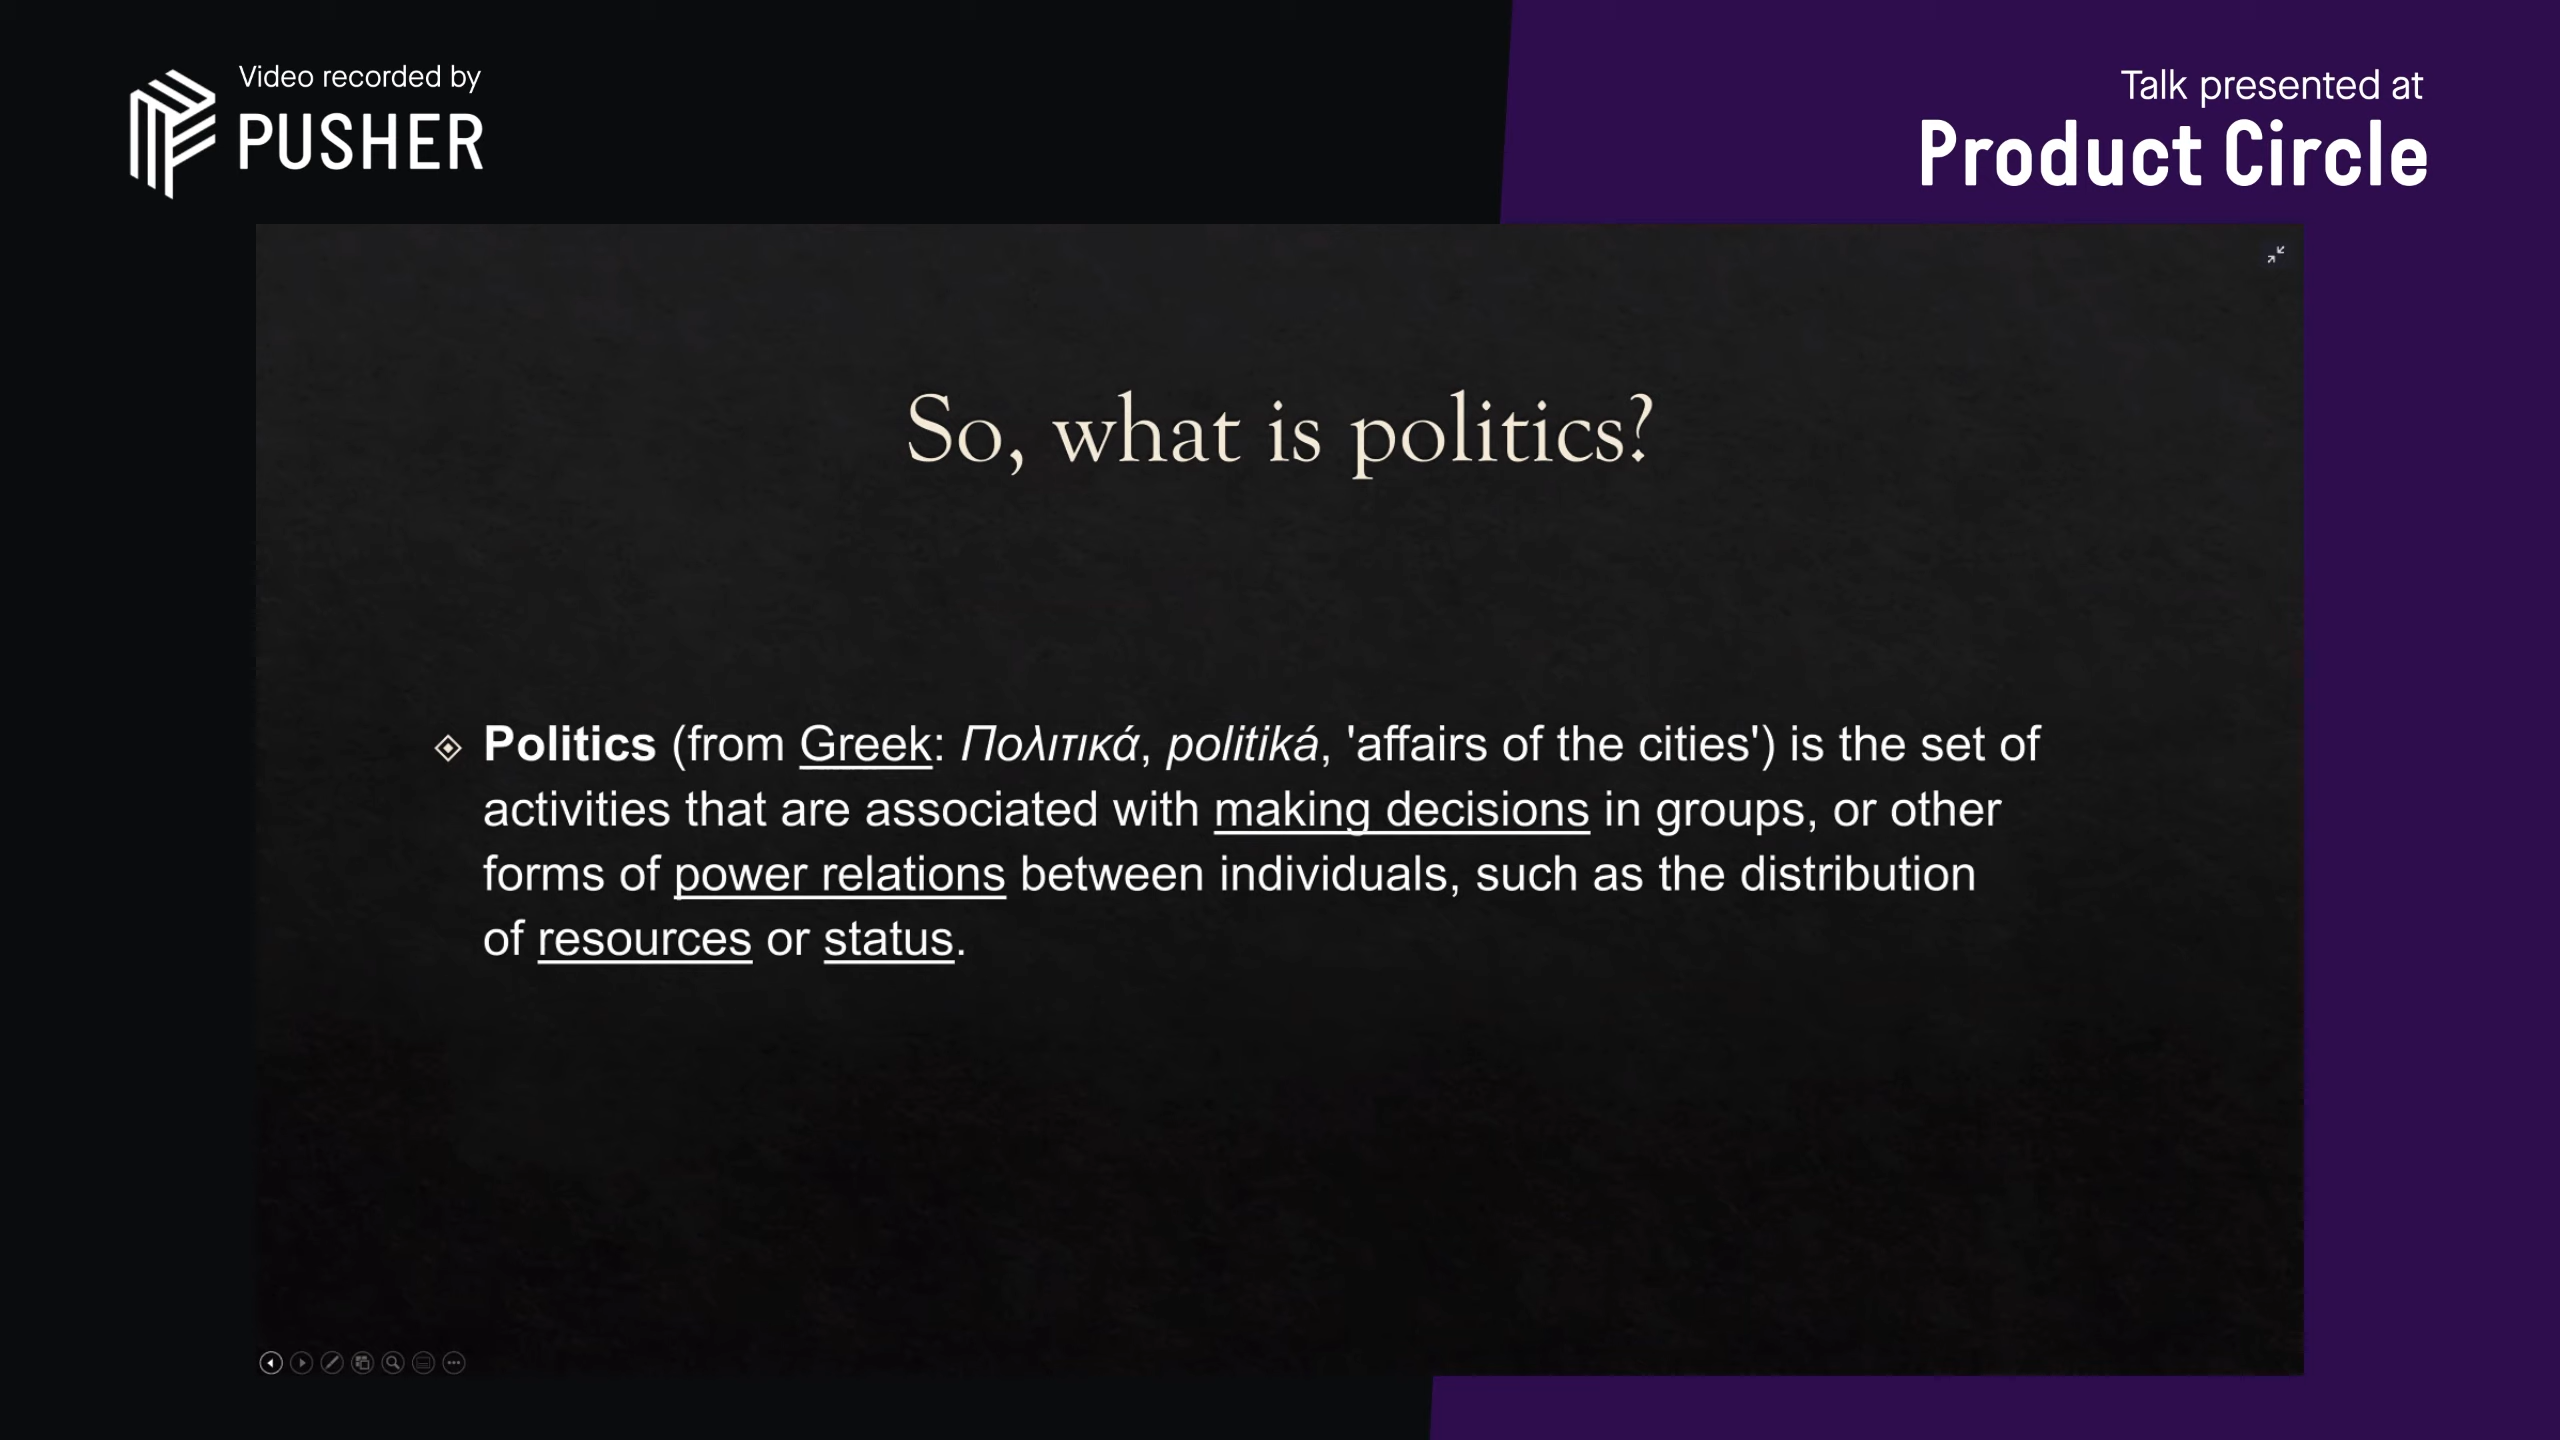 Video recorded by
PUSHER
Talk presented at
Product Circle
So, what is politics?
Politics (from Greek: Πολιτικά, politiká, 'affairs of the cities') is the set of
activities that are associated with making decisions in groups, or other
forms of power relations between individuals, such as the distribution
of resources or status.